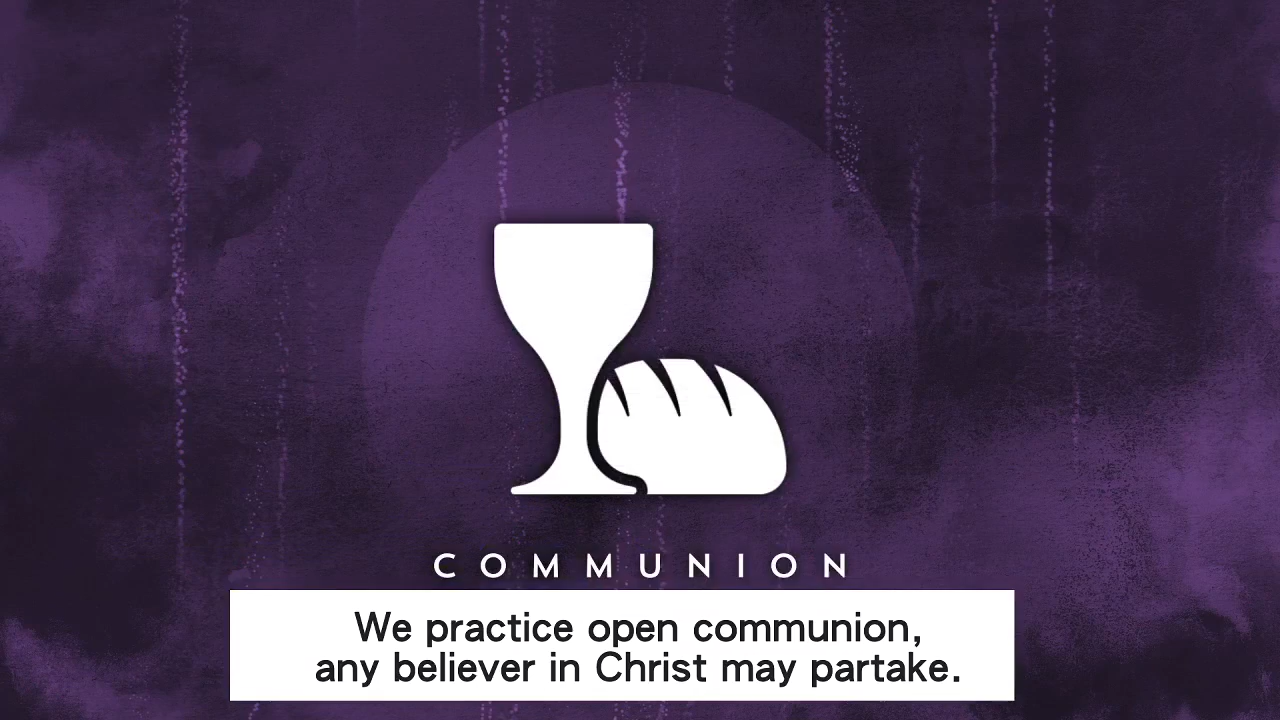 COMMUNION
We practice open communion,
any believer in Christ may partake.